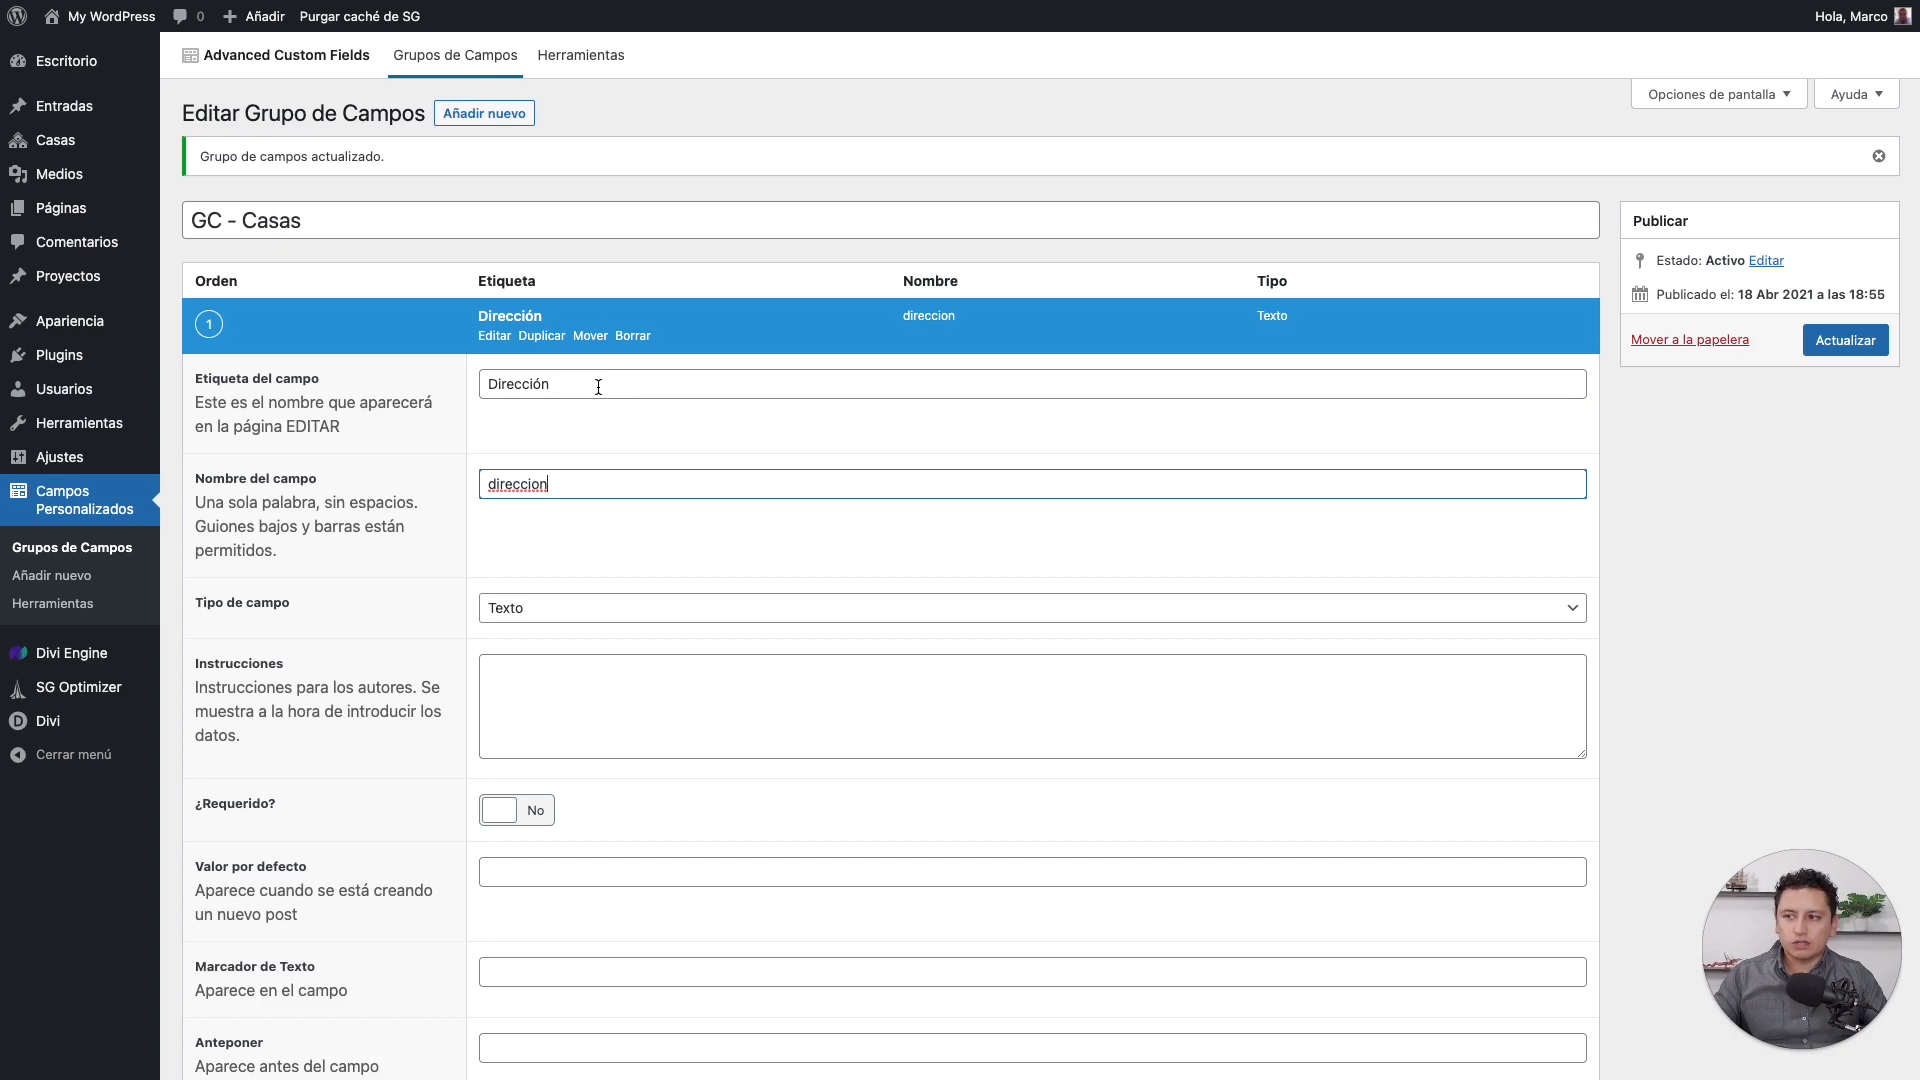 My WordPress 0 Añadir Purgar caché de SG Hola, Marco
Advanced Custom Fields Grupos de Campos Herramientas
Escritorio
Entradas
Casas
Medios
Páginas
Comentarios
Proyectos
Apariencia
Plugins
Usuarios
Herramientas
Ajustes
Campos
Personalizados
Grupos de Campos
Añadir nuevo
Herramientas
Divi Engine
SG Optimizer
D Divi
Cerrar menú
Opciones de pantalla Ayuda
Editar Grupo de Campos Añadir nuevo
Grupo de campos actualizado.
GC - Casas
Orden Etiqueta Nombre Tipo
1 Dirección direccion Texto
Editar Duplicar Mover Borrar
Etiqueta del campo
Este es el nombre que aparecerá
en la página EDITAR
Dirección
Nombre del campo
Una sola palabra, sin espacios.
Guiones bajos y barras están
permitidos.
direccion
Tipo de campo
Texto
Instrucciones
Instrucciones para los autores. Se
muestra a la hora de introducir los
datos.
¿Requerido?
No
Valor por defecto
Aparece cuando se está creando
un nuevo post
Marcador de Texto
Aparece en el campo
Anteponer
Aparece antes del campo
Publicar
Estado: Activo Editar
Publicado el: 18 Abr 2021 a las 18:55
Mover a la papelera Actualizar